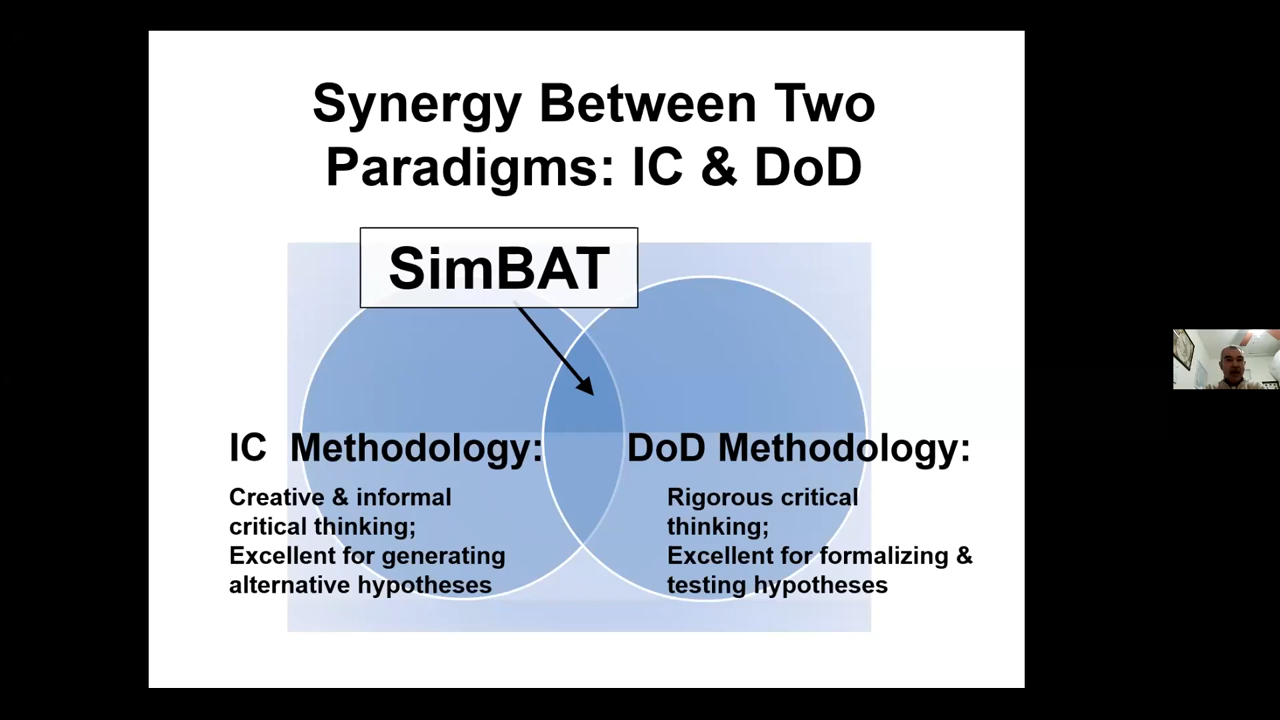 Synergy Between Two
Paradigms: IC & DoD
SimBAT
IC Methodology:
Creative & informal
critical thinking;
Excellent for generating
alternative hypotheses
DoD Methodology:
Rigorous critical
thinking;
Excellent for formalizing &
testing hypotheses